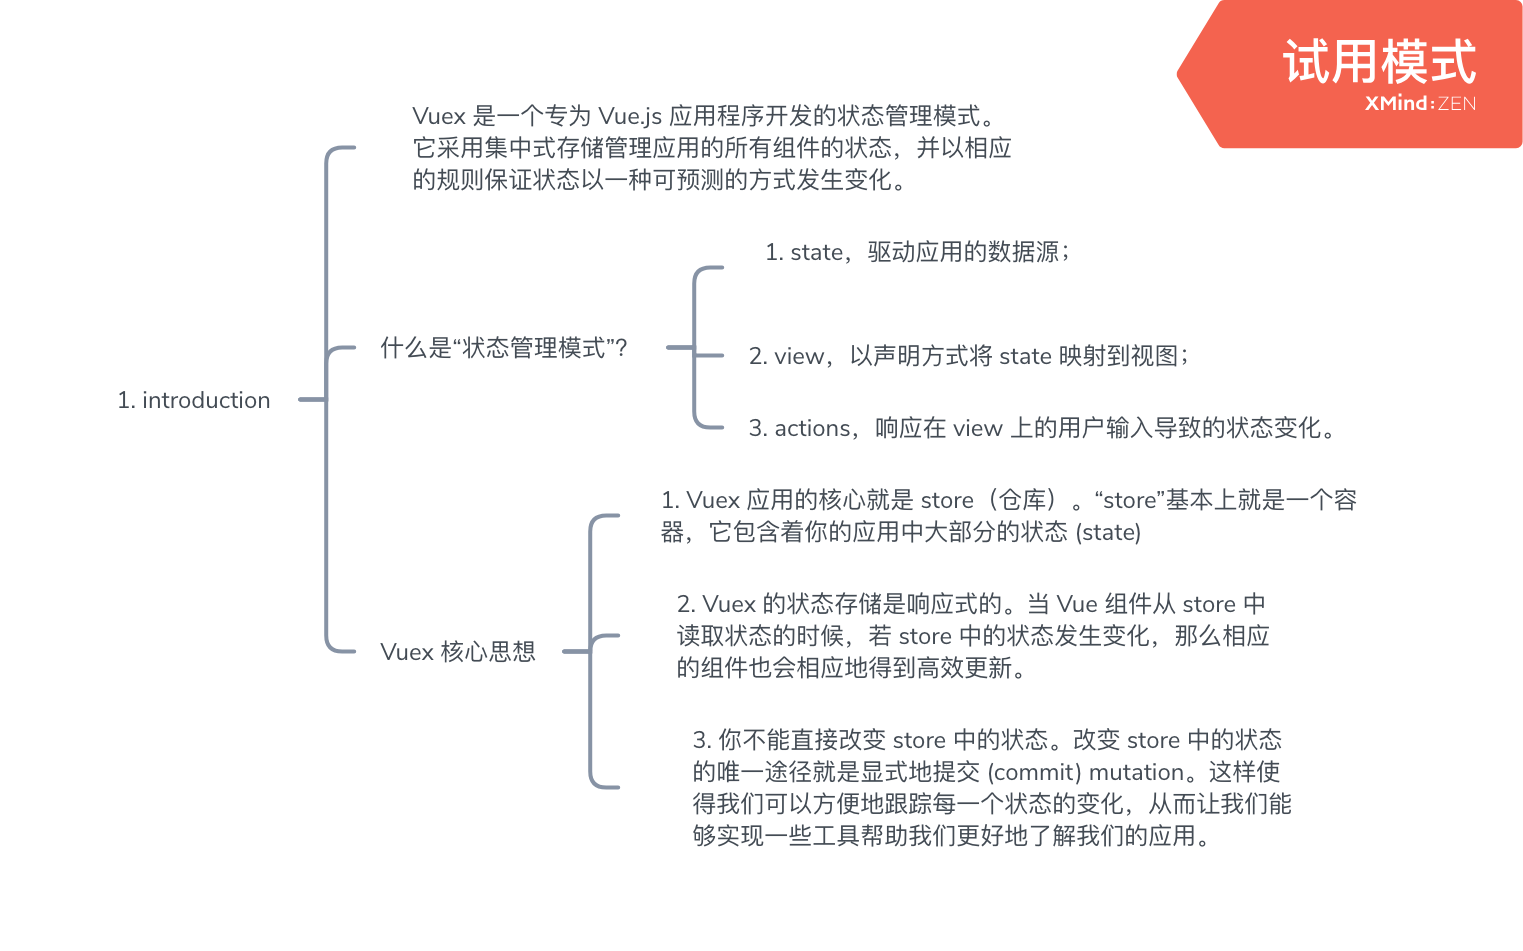 试用模式
XMind:ZEN
Vuex 是一个专为 Vue.js 应用程序开发的状态管理模式。
它采用集中式存储管理应用的所有组件的状态，并以相应
的规则保证状态以一种可预测的方式发生变化。
1. state，驱动应用的数据源；
什么是“状态管理模式”？
2. view，以声明方式将 state 映射到视图；
1. introduction
3. actions，响应在 view 上的用户输入导致的状态变化。
1. Vuex 应用的核心就是 store（仓库）。“store”基本上就是一个容
器，它包含着你的应用中大部分的状态 (state)
2. Vuex 的状态存储是响应式的。当 Vue 组件从 store 中
读取状态的时候，若 store 中的状态发生变化，那么相应
的组件也会相应地得到高效更新。
Vuex 核心思想
3. 你不能直接改变 store 中的状态。改变 store 中的状态
的唯一途径就是显式地提交 (commit) mutation。这样使
得我们可以方便地跟踪每一个状态的变化，从而让我们能
够实现一些工具帮助我们更好地了解我们的应用。